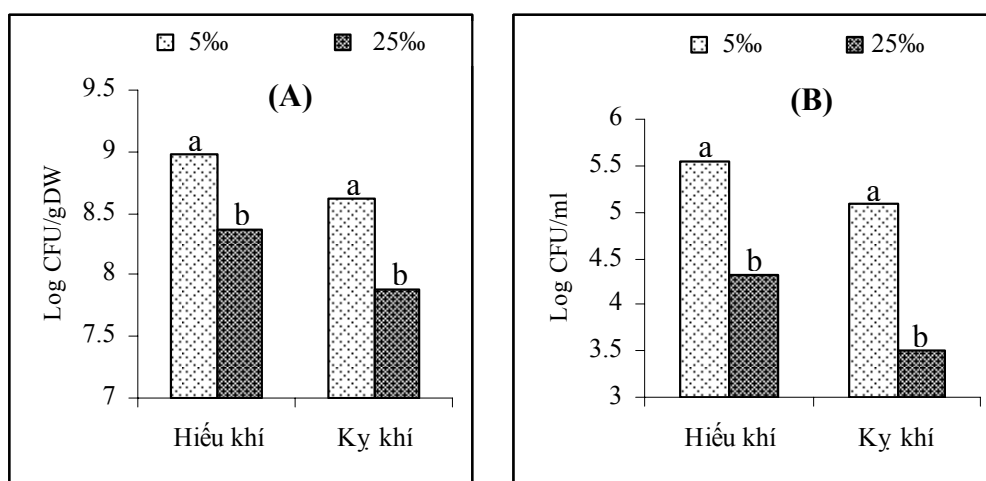 5‰ 25‰
(A)
Log CFU/gDW
9.5
9
8.5
8
7.5
7
a
b
a
b
Hiếu khí Kỵ khí
5‰ 25‰
(B)
Log CFU/ml
6
5.5
5
4.5
4
3.5
3
a
b
a
b
Hiếu khí Kỵ khí